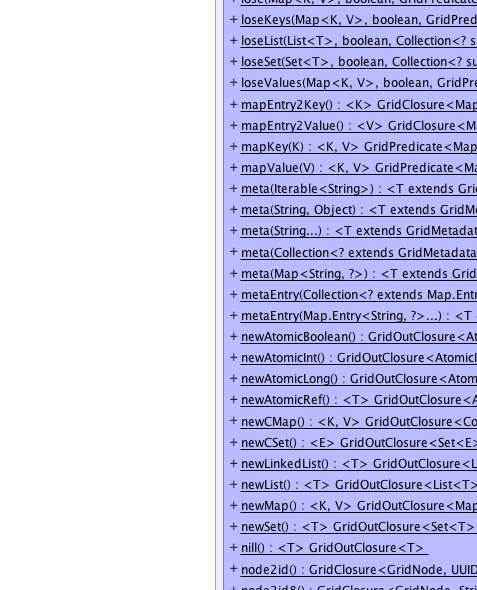 + lose(Map<K, V>, boolean, GridPredicate
+ loseKeys(Map<K, V>, boolean, GridPred
+ loseList(List<T>, boolean, Collection<? s
+ loseSet(Set<T>, boolean, Collection<? su
+ loseValues(Map<K, V>, boolean, GridPre
+ mapEntry2Key() : <K> GridClosure<Map
+ mapEntry2Value() : <V> GridClosure<M
+ mapKey(K) : <K, V> GridPredicate<Map
+ mapValue(V) : <K, V> GridPredicate<Ma
+ meta(Iterable<String>) : <T extends Gri
+ meta(String, Object) : <T extends GridM
+ meta(String...) : <T extends GridMetadat
+ meta(Collection<? extends GridMetadata
+ meta(Map<String, ?>) : <T extends Grid
+ metaEntry(Collection<? extends Map.Entr
+ metaEntry(Map.Entry<String, ?>...) : <T
+ newAtomicBoolean() : GridOutClosure<At
+ newAtomicInt() : GridOutClosure<AtomicI
+ newAtomicLong() : GridOutClosure<Atom
+ newAtomicRef() : <T> GridOutClosure<A
+ newCMap() : <K, V> GridOutClosure<Co
+ newCSet() : <E> GridOutClosure<Set<E>
+ newLinkedList() : <T> GridOutClosure<L
+ newList() : <T> GridOutClosure<List<T>
+ newMap() : <K, V> GridOutClosure<Map
+ newSet() : <T> GridOutClosure<Set<T>
+ nill() : <T> GridOutClosure<T>
+ node2id() : GridClosure<GridNode, UUID
+ node2id8() : GridClosure<GridNode, Stri